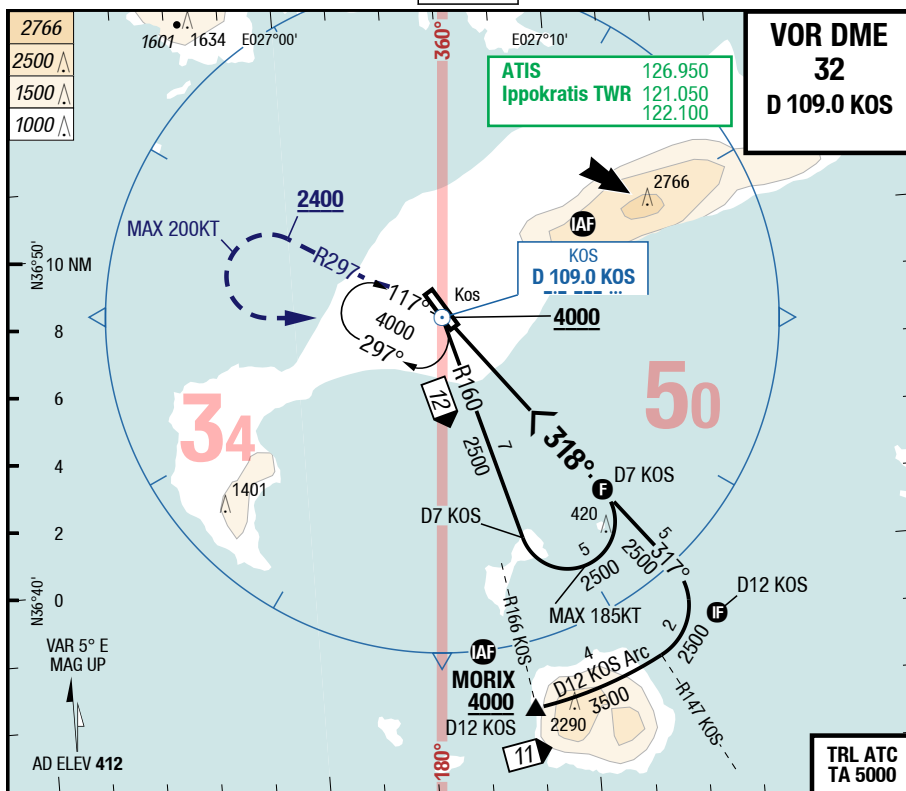 2766
2500
1500
1000
1601
1634
E027°00'
360°
E027°10'
ATIS 126.950
Ippokratis TWR 121.050
122.100
VOR DME
32
D 109.0 KOS
2766
IAF
MAX 200KT
2400
R297
KOS
D 109.0 KOS
Kos
4000
117°
4000
297°
N36°50'
10 NM
8
6
4
2
0
N36°40'
34
50
12
R160
7
2500
318°
D7 KOS
F
420
D7 KOS
5
2500
MAX 185KT
5
317°
2500
1401
D12 KOS
IF
2
2500
R166 KOS
4
D12 KOS Arc
3500
R147 KOS
IAF
MORIX
4000
D12 KOS
2290
11
VAR 5° E
MAG UP
AD ELEV 412
180°
TRL ATC
TA 5000